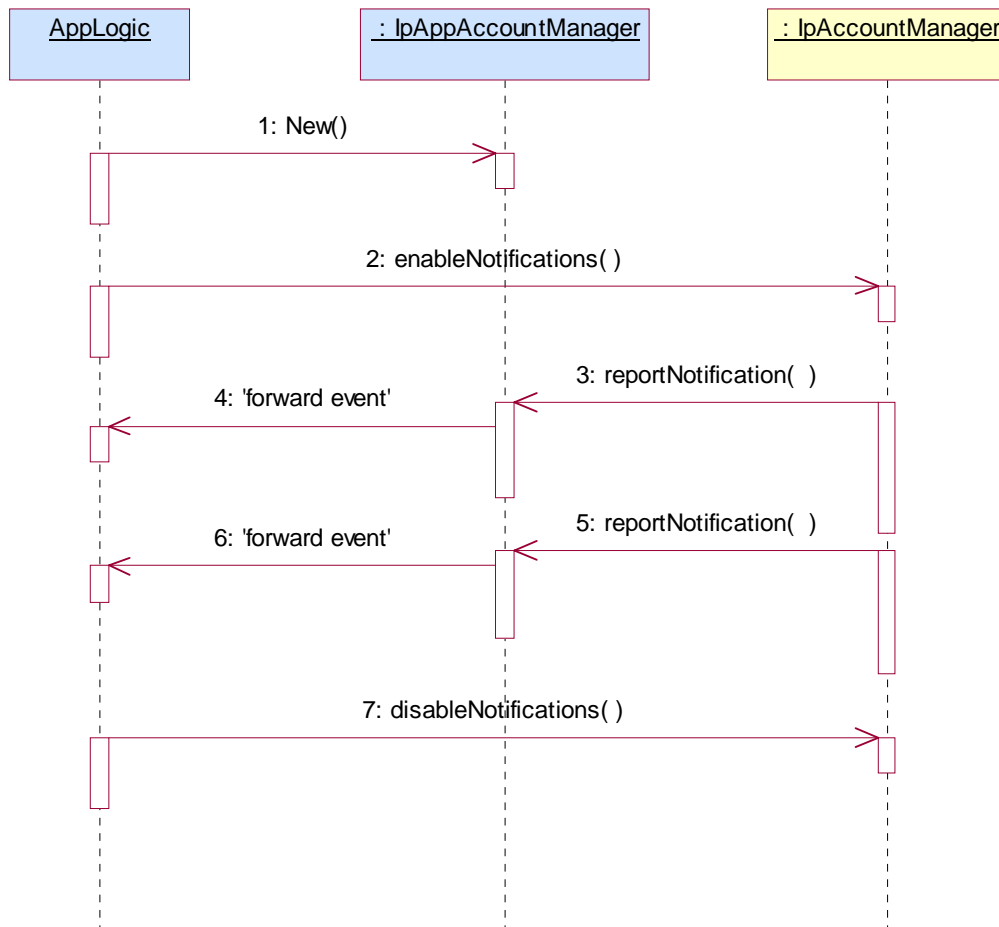 AppLogic
: IpAppAccountManager
: IpAccountManager
1: New()
2: enableNotifications( )
3: reportNotification(  )
4: 'forward event'
5: reportNotification(  )
6: 'forward event'
7: disableNotifications( )